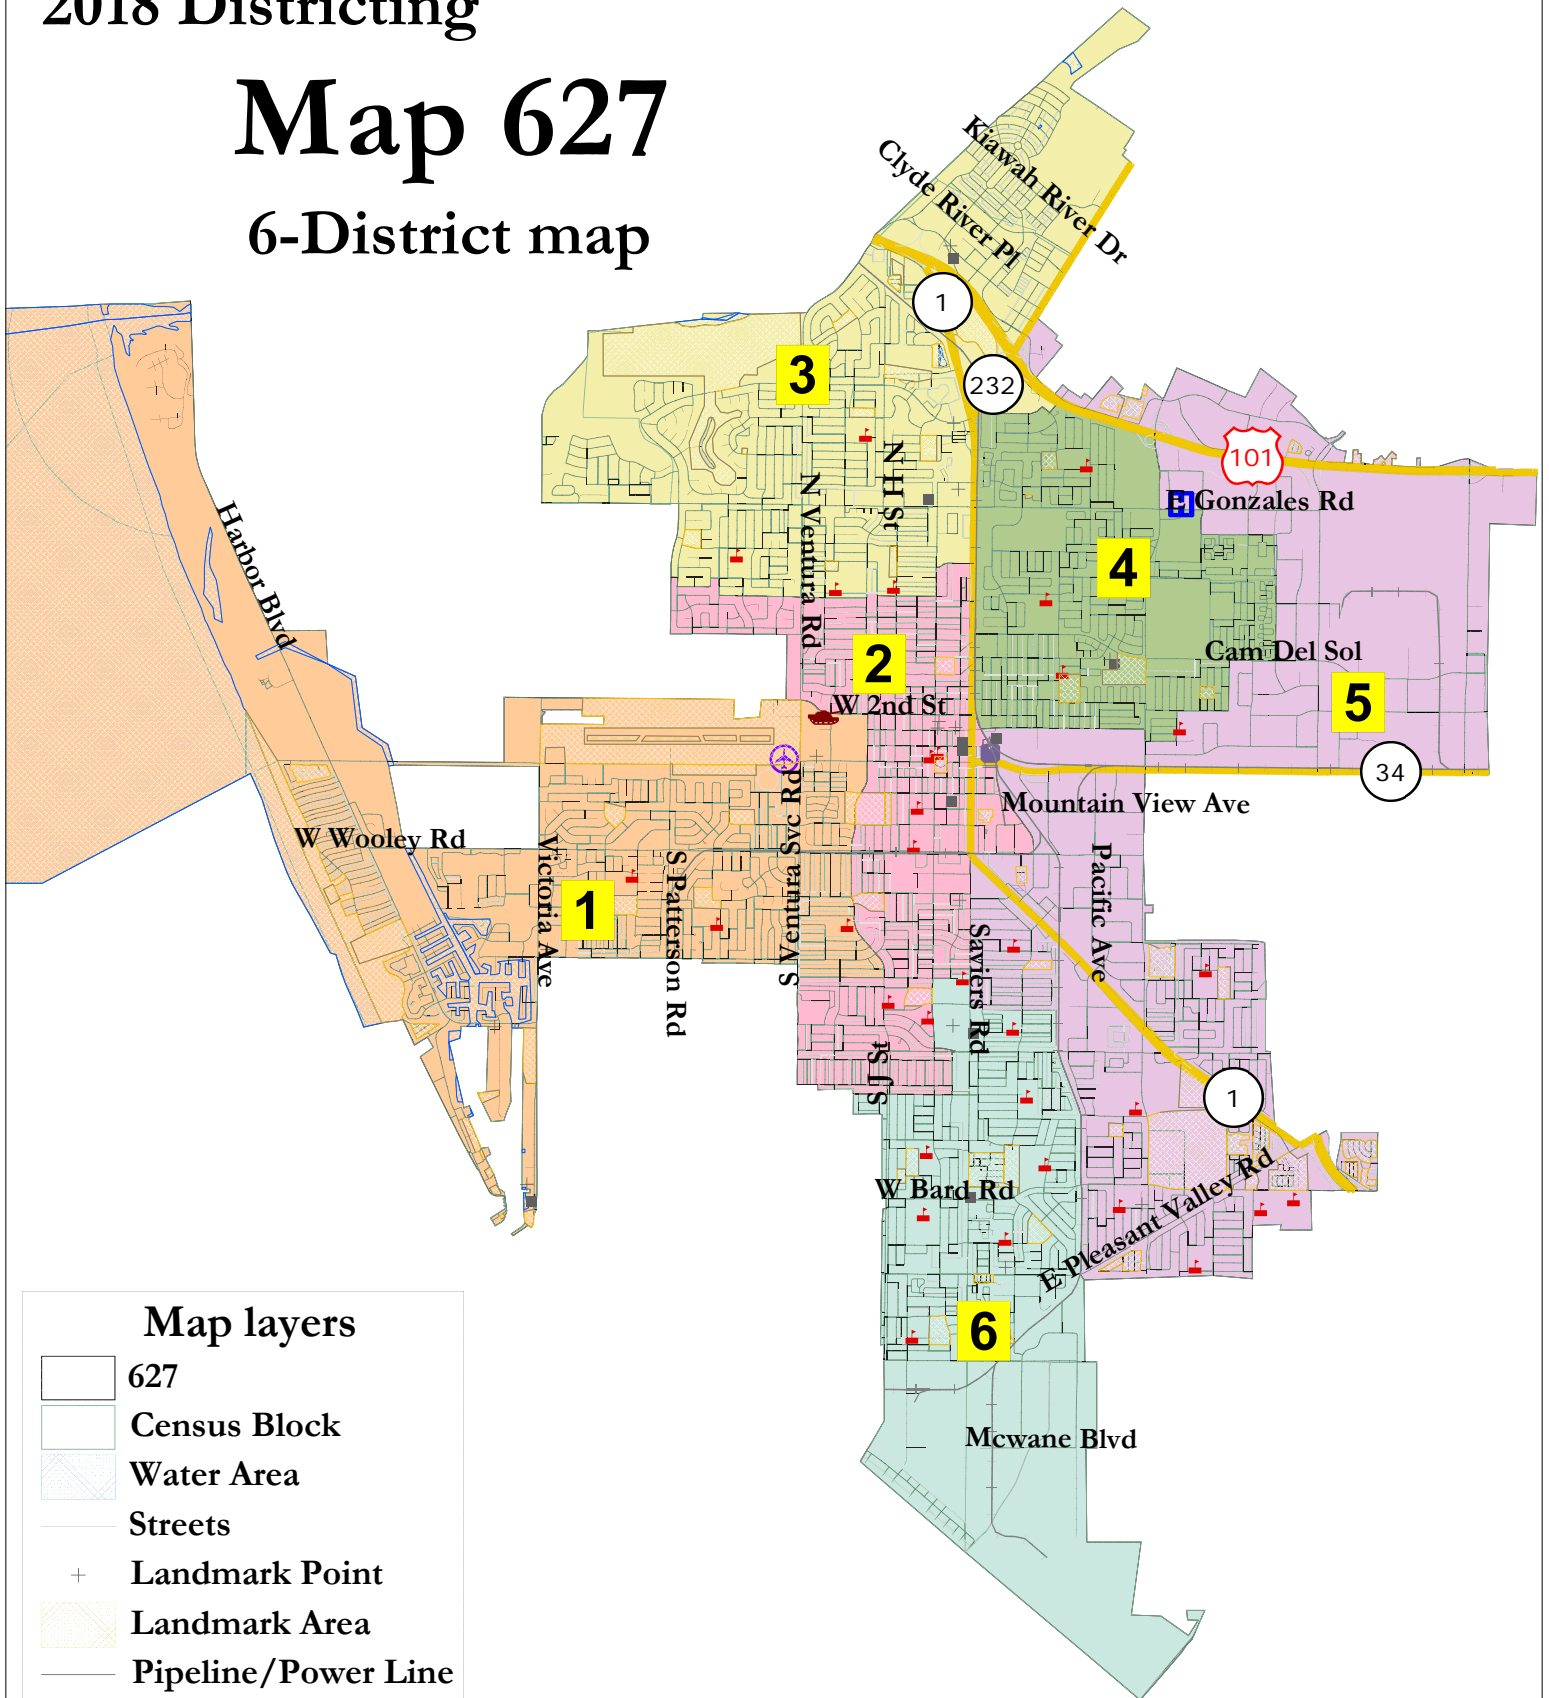 2018 Districting
Map 627
6-District map
Kiawah River Dr
Clyde River Pl
1
232
3
101
N H St
N Ventura Rd
E Gonzales Rd
H
4
Harbor Blvd
2
Cam Del Sol
5
W 2nd St
34
S Ventura Svc Rd
Mountain View Ave
W Wooley Rd
Victoria Ave
S Patterson Rd
Pacific Ave
1
Saviers Rd
S J St
1
W Bard Rd
E Pleasant Valley Rd
6
Mcwane Blvd
Map layers
627
Census Block
Water Area
Streets
Landmark Point
Landmark Area
Pipeline/Power Line